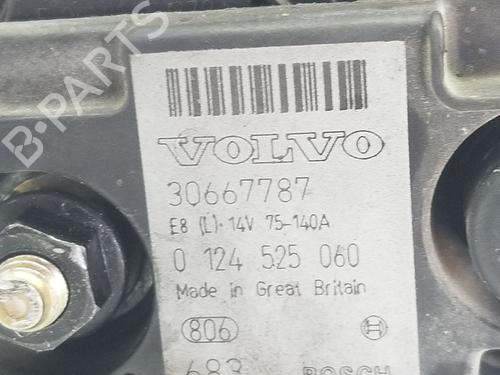 B-PARTS
VOLVO
30667787
E8 (L)· 14V 75-140A
0 124 525 060
Made in Great Britain
806
683 BOSCH